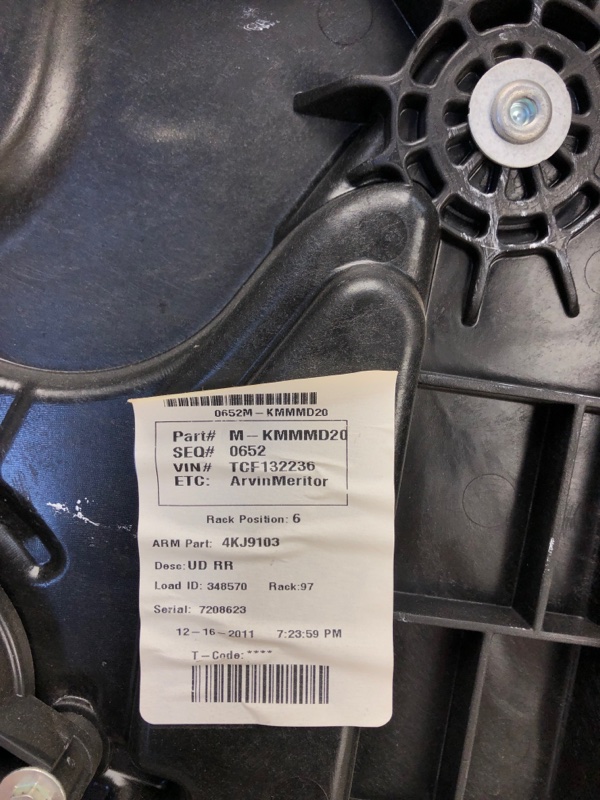 0652M-KMMMD20
Part# M-KMMMD20
SEQ# 0652
VIN# TCF132236
ETC: ArvinMeritor
Rack Position: 6
ARM Part: 4KJ9103
Desc: UD RR
Load ID: 348570 Rack: 97
Serial: 7208623
12-16-2011 7:23:59 PM
T-Code: ****